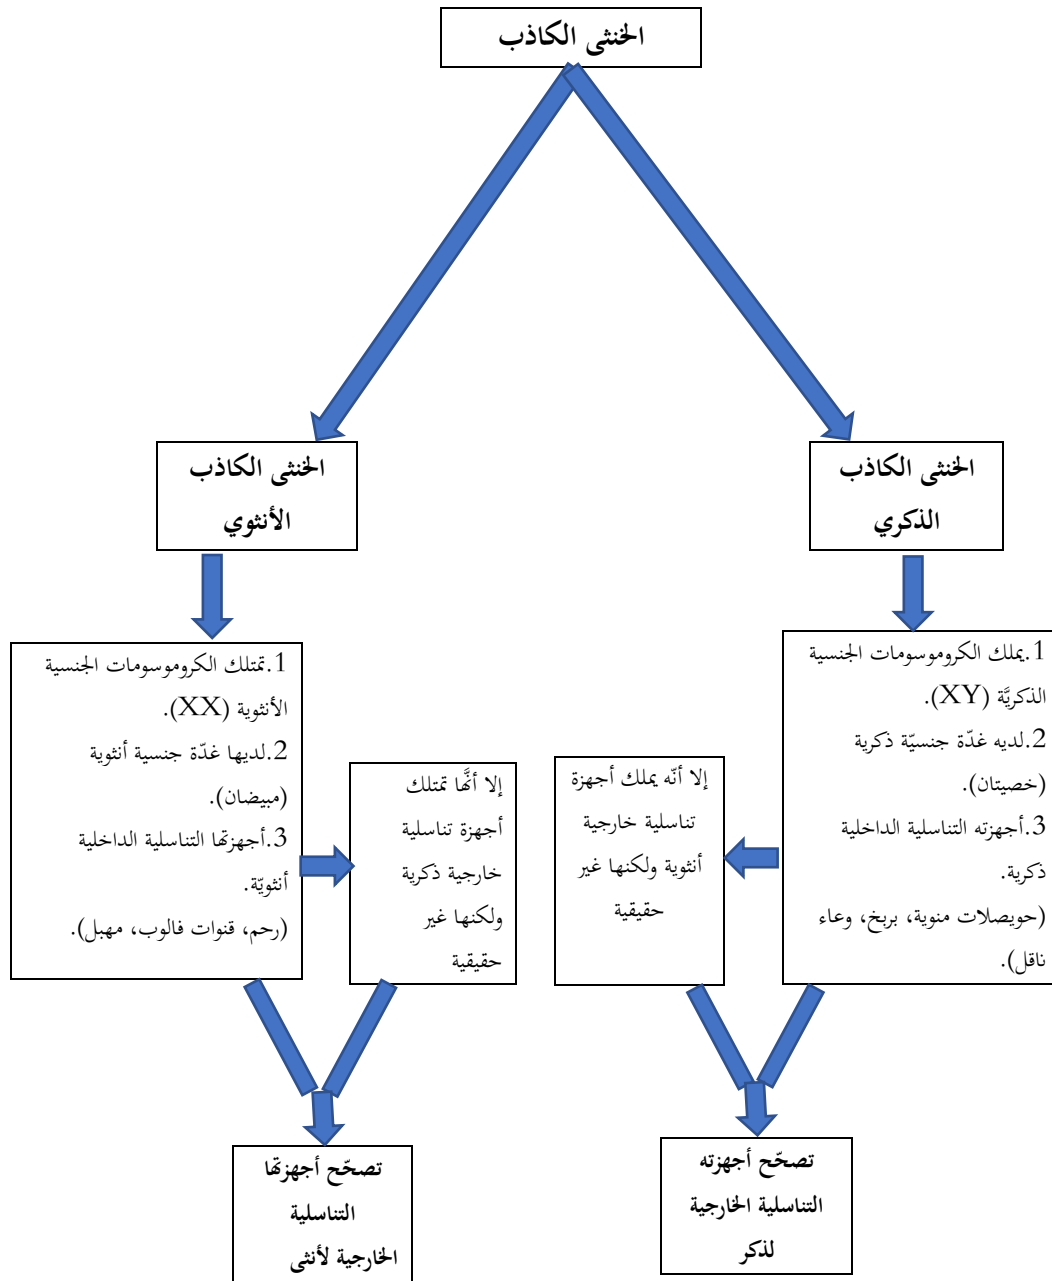 الخنثى الكاذب
الخنثى الكاذب
الذكري
الخنثى الكاذب
الأنثوي
1.يملك الكروموسومات الجنسية
الذكريَّة (XY).
2.لديه غدّة جنسيّة ذكرية
(خصيتان).
3.أجهزته التناسلية الداخلية
ذكرية.
(حويصلات منوية، بربخ، وعاء
ناقل).
إلا أنّه يملك أجهزة
تناسلية خارجية
أنثوية ولكنها غير
حقيقية
تصحّح أجهزته
التناسلية الخارجية
لذكر
1.تمتلك الكروموسومات الجنسية
الأنثوية (XX).
2.لديها غدّة جنسية أنثوية
(مبيضان).
3.أجهزتها التناسلية الداخلية
أنثويّة.
(رحم، قنوات فالوب، مهبل).
إلا أنَّها تمتلك
أجهزة تناسلية
خارجية ذكرية
ولكنها غير
حقيقية
تصحّح أجهزتها
التناسلية
الخارجية لأنثى